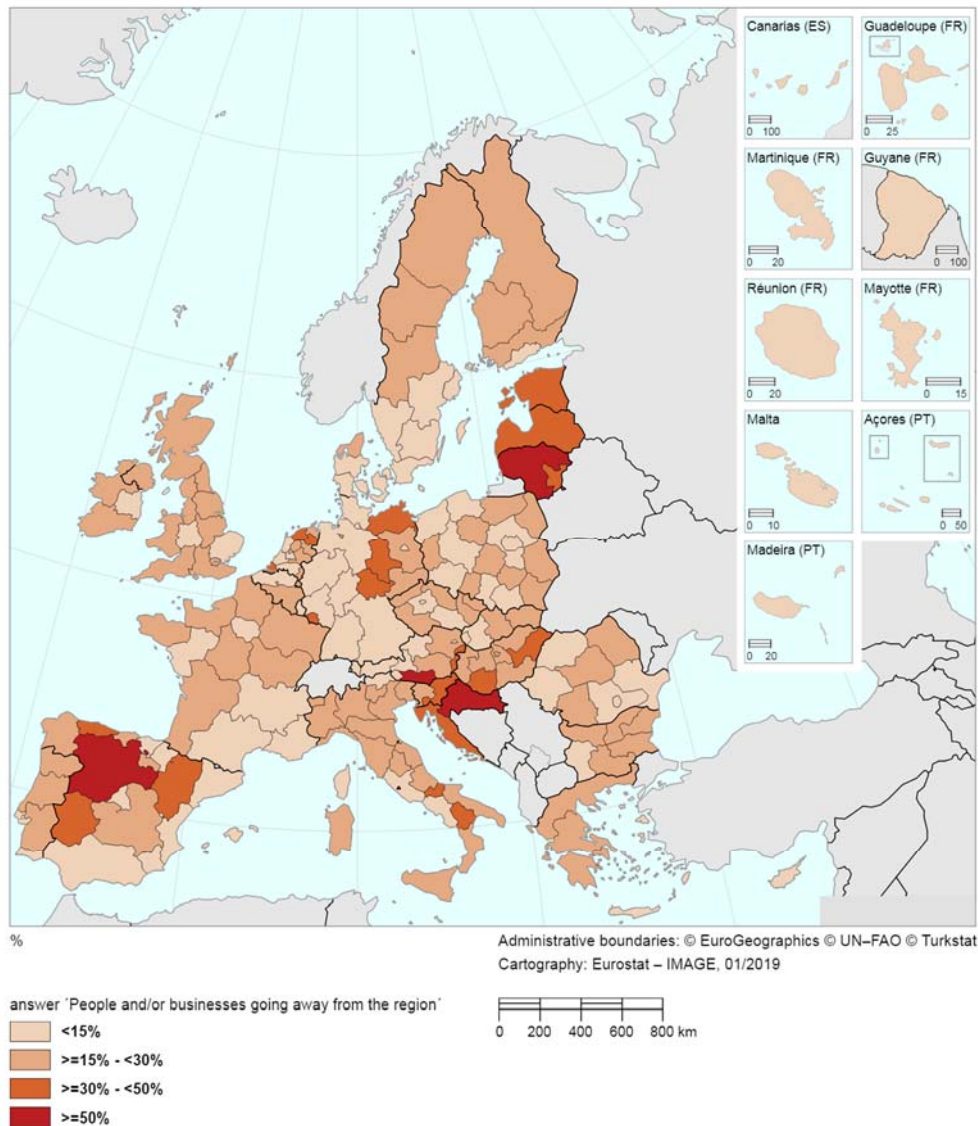 Canarias (ES)
0 100
Guadeloupe (FR)
0 25
Martinique (FR)
0 20
Guyane (FR)
0 100
Réunion (FR)
0 20
Mayotte (FR)
0 15
Malta
0 10
Açores (PT)
0 50
Madeira (PT)
0 20
%
Administrative boundaries: © EuroGeographics © UN–FAO © Turkstat
Cartography: Eurostat – IMAGE, 01/2019
answer ´People and/or businesses going away from the region´
<15%
>=15% - <30%
>=30% - <50%
>=50%
0 200 400 600 800 km